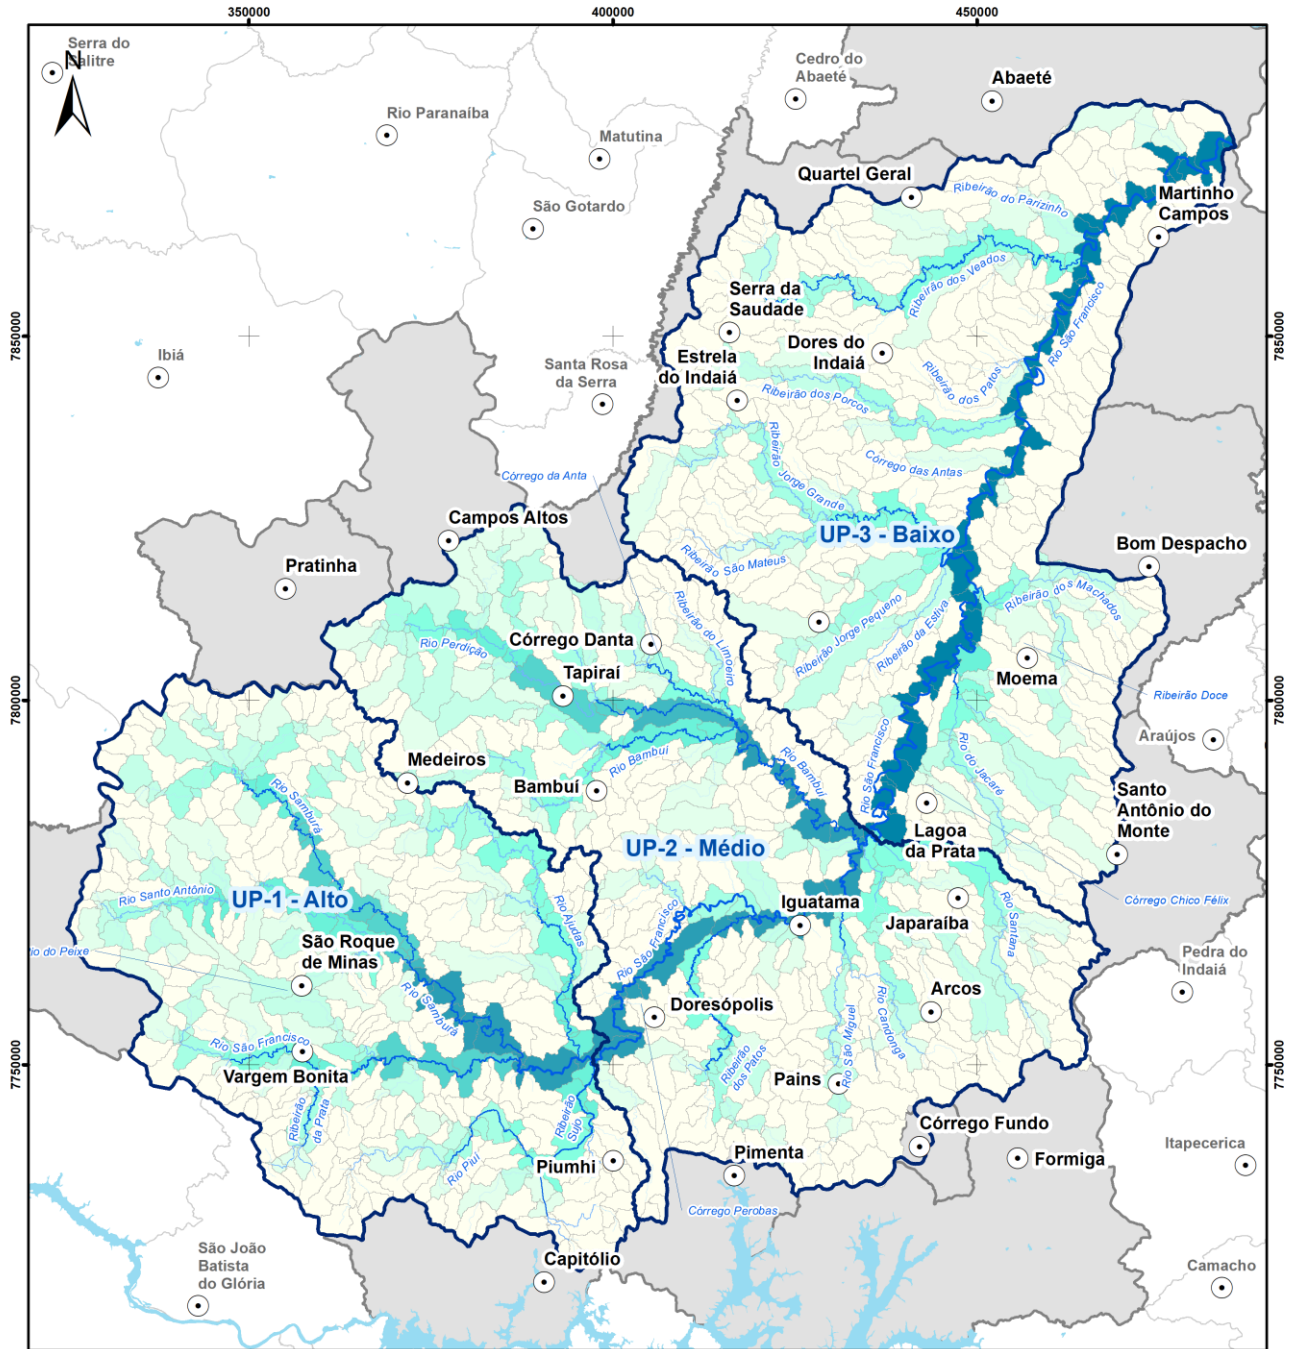 350000
400000
450000
Serra do
Salitre
N
Cedro do
Abaeté
Abaeté
Rio Paranaíba
Matutina
Quartel Geral
Ribeirão do Parizinho
Martinho
Campos
São Gotardo
Ribeirão dos Veados
Serra da
Saudade
Rio São Francisco
7850000
7850000
Ibiá
Santa Rosa
da Serra
Estrela
do Indaiá
Dores do
Indaiá
Ribeirão dos Patos
Ribeirão dos Porcos
Ribeirão Jorge Grande
Córrego das Antas
Córrego da Anta
Campos Altos
UP-3 - Baixo
Bom Despacho
Ribeirão São Mateus
Pratinha
Ribeirão dos Machados
Ribeirão Jorge Pequeno
Ribeirão da Estiva
Ribeirão do Limoeiro
Rio Perdição
Córrego Danta
Tapiraí
Moema
Ribeirão Doce
7800000
7800000
Araújos
Rio São Francisco
Rio do Jacaré
Medeiros
Rio Bambuí
Rio Bambuí
Bambuí
Rio Samburá
Santo
Antônio do
Monte
Lagoa
da Prata
UP-2 - Médio
Rio Santo Antônio
UP-1 - Alto
Iguatama
Japaraíba
Córrego Chico Félix
Rio Santana
Rio Ajudas
Rio São Francisco
São Roque
de Minas
io do Peixe
Pedra do
Indaiá
Rio Samburá
Doresópolis
Arcos
Rio São Miguel
Rio Candonga
Rio São Francisco
7750000
7750000
Vargem Bonita
Ribeirão
dos Patos
Pains
Ribeirão
da Prata
Ribeirão
Sujo
Rio Piuí
Piumhi
Pimenta
Córrego Fundo
Formiga
Itapecerica
Córrego Perobas
São João
Batista
do Glória
Capitólio
Camacho